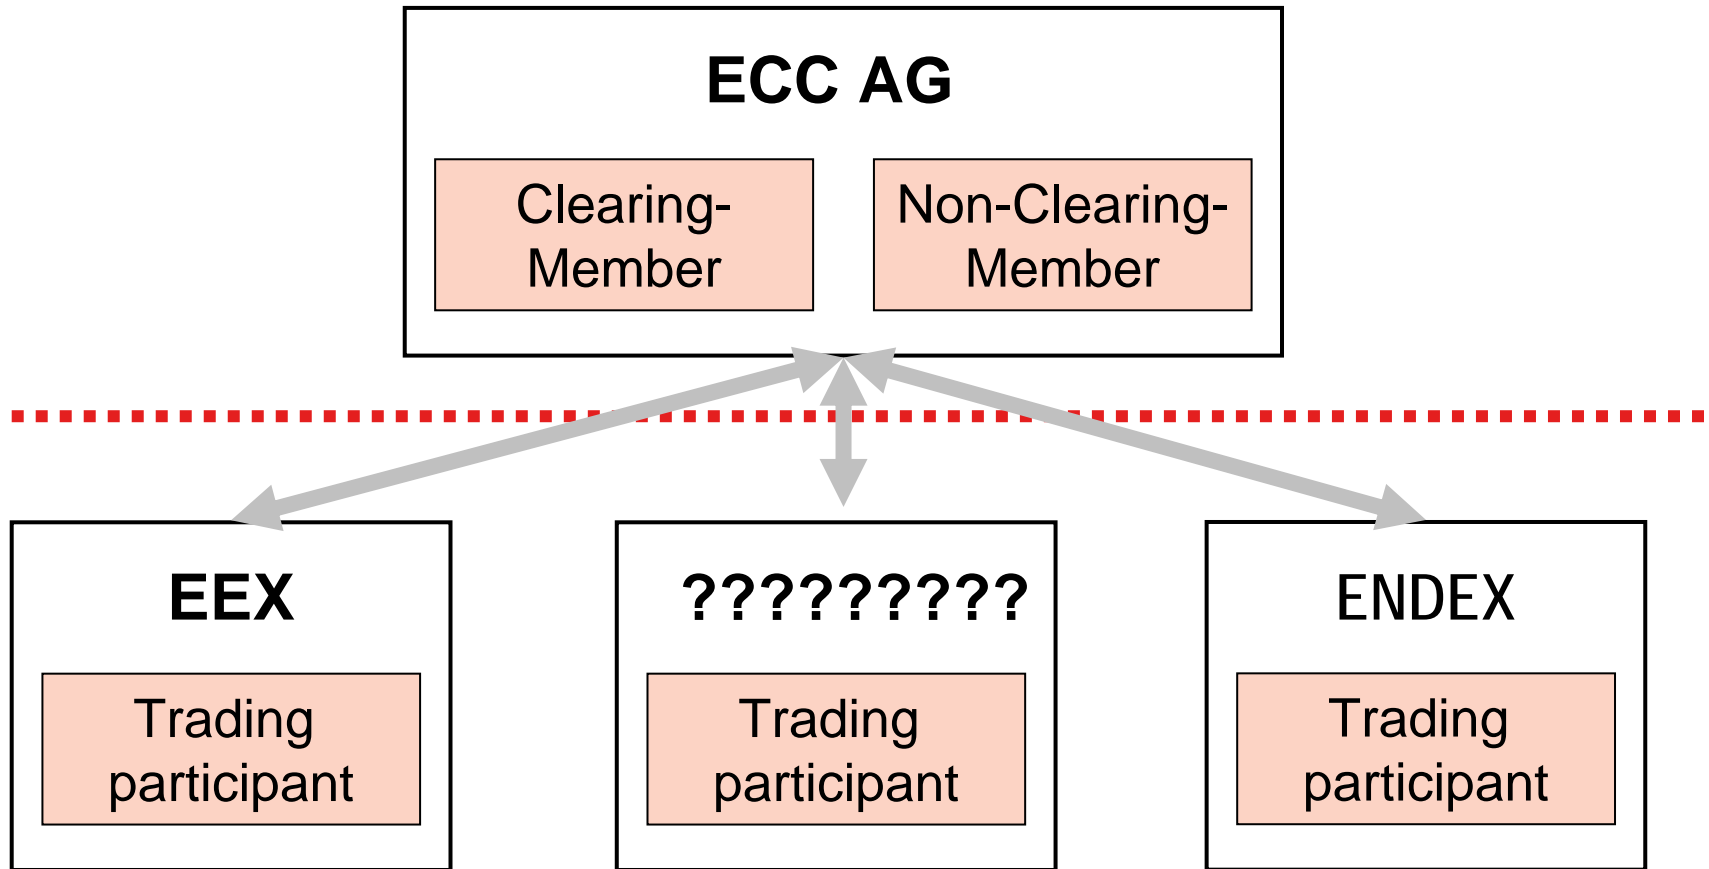 ECC AG
Clearing-
Member
Non-Clearing-
Member
EEX
?????????
ENDEX
Trading
participant
Trading
participant
Trading
participant